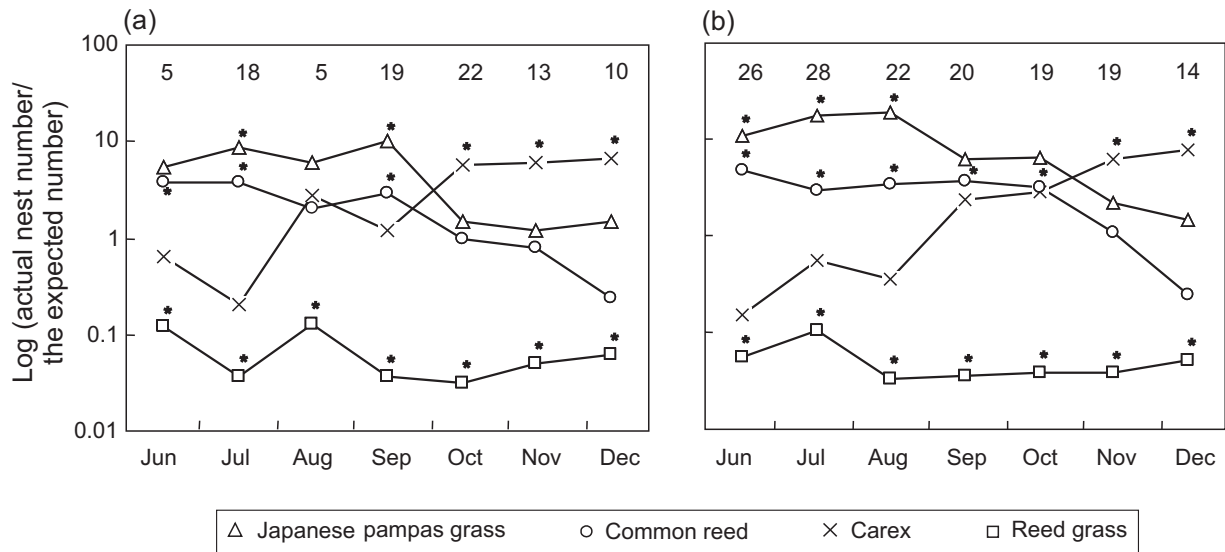 (a) (b)
Log (actual nest number/
the expected number)
100
10
1
0.1
0.01
5 18 5 19 22 13 10
26 28 22 20 19 19 14
* * * * * * * * * * * * * * *
* * * * * * * * * * * * * * * * * *
Jun Jul Aug Sep Oct Nov Dec
Jun Jul Aug Sep Oct Nov Dec
Japanese pampas grass Common reed Carex Reed grass